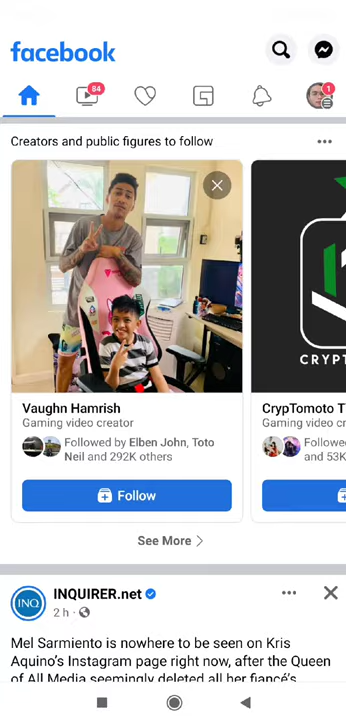 facebook
84
1
Creators and public figures to follow
Vaughn Hamrish
Gaming video creator
Followed by Elben John, Toto
Neil and 292K others
Follow
CrypTomoto T
Gaming video cr
Followe
and 53K
CRYPT
See More
INQ
INQUIRER.net
2 h
Mel Sarmiento is nowhere to be seen on Kris
Aquino's Instagram page right now, after the Queen
of All Media seemingly deleted all her fiancé's